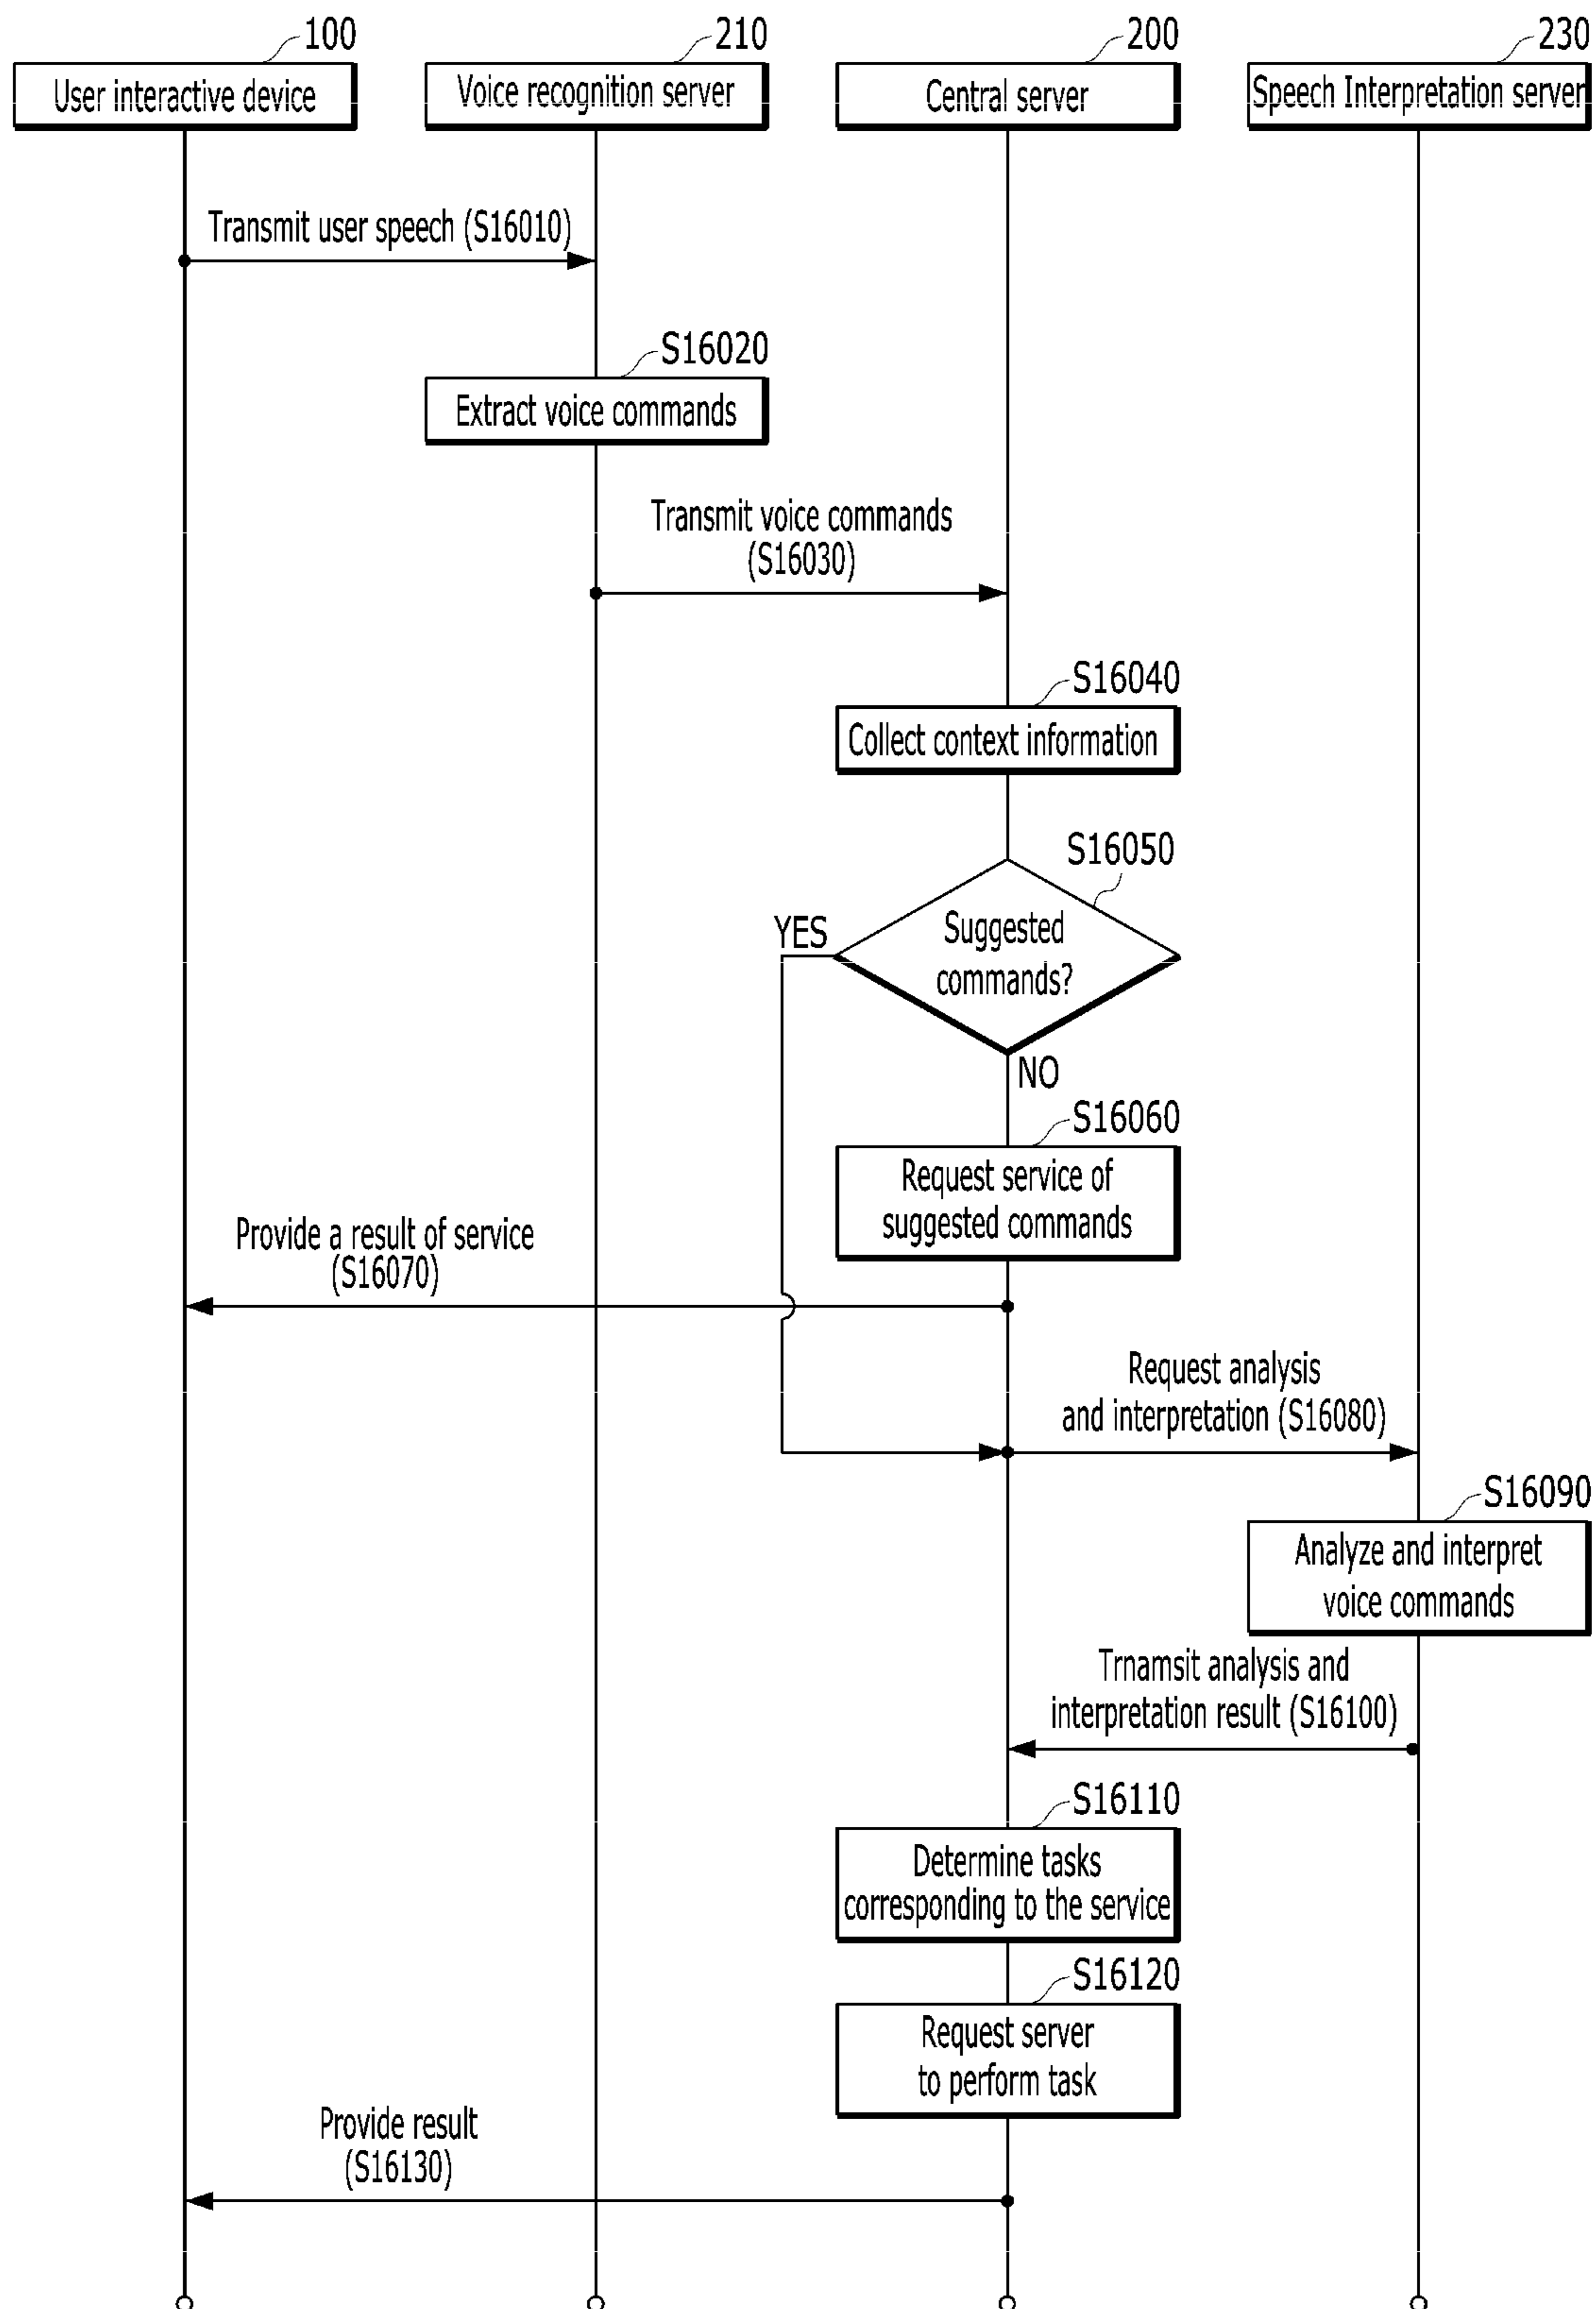 100
210
200
230
User interactive device
Voice recognition server
Central server
Speech Interpretation server
Transmit user speech (S16010)
S16020
Extract voice commands
Transmit voice commands
(S16030)
S16040
Collect context information
S16050
YES
Suggested
commands?
NO
S16060
Request service of
suggested commands
Provide a result of service
(S16070)
Request analysis
and interpretation (S16080)
S16090
Analyze and interpret
voice commands
Trnamsit analysis and
interpretation result (S16100)
S16110
Determine tasks
corresponding to the service
S16120
Request server
to perform task
Provide result
(S16130)